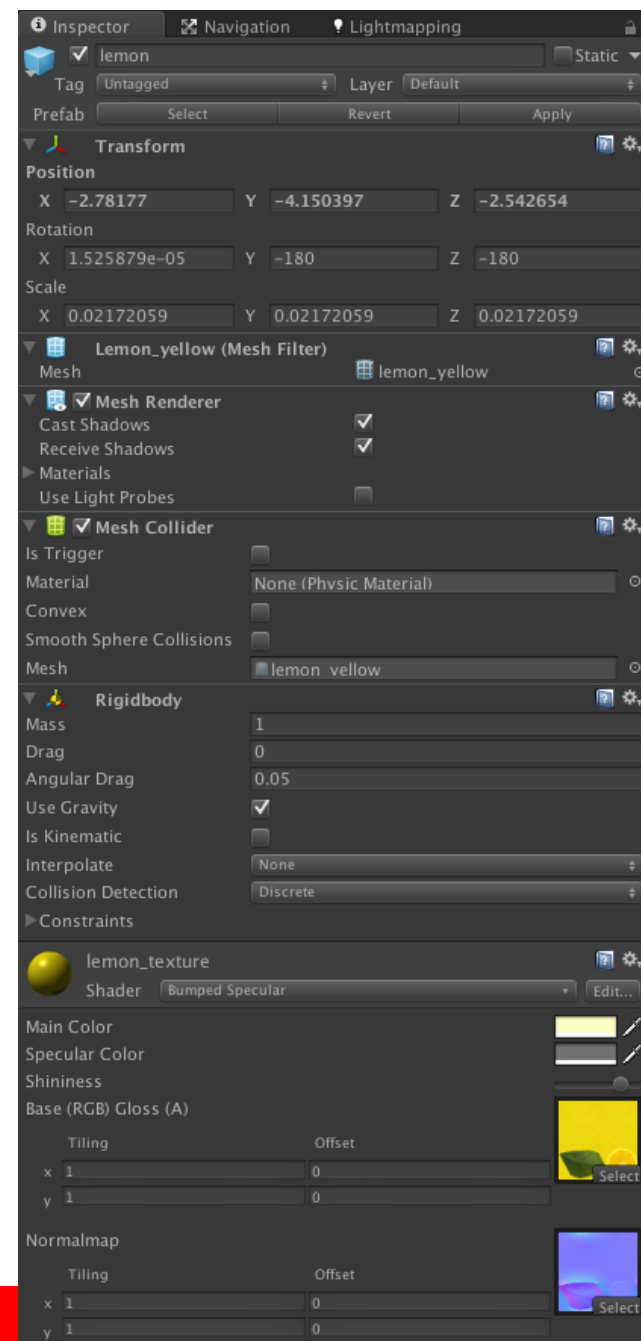 Inspector Navigation Lightmapping
lemon Static
Tag Untagged Layer Default
Prefab Select Revert Apply
Transform
Position
X -2.78177 Y -4.150397 Z -2.542654
Rotation
X 1.525879e-05 Y -180 Z -180
Scale
X 0.02172059 Y 0.02172059 Z 0.02172059
Lemon_yellow (Mesh Filter)
Mesh lemon_yellow
Mesh Renderer
Cast Shadows
Receive Shadows
Materials
Use Light Probes
Mesh Collider
Is Trigger
Material None (Physic Material)
Convex
Smooth Sphere Collisions
Mesh lemon_yellow
Rigidbody
Mass 1
Drag 0
Angular Drag 0.05
Use Gravity
Is Kinematic
Interpolate None
Collision Detection Discrete
Constraints
lemon_texture
Shader Bumped Specular Edit...
Main Color
Specular Color
Shininess
Base (RGB) Gloss (A)
Tiling Offset
x 1 0
Select
y 1 0
Normalmap
Tiling Offset
x 1 0
Select
y 1 0